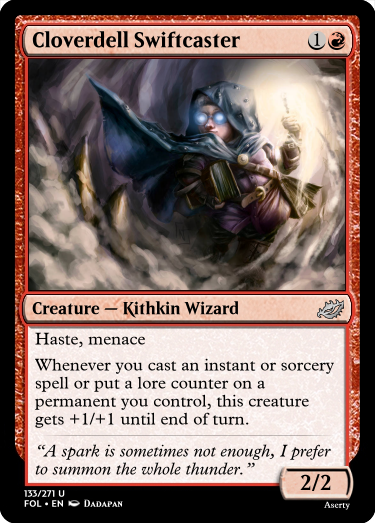 Cloverdell Swiftcaster 1
Creature — Kithkin Wizard
Haste, menace
Whenever you cast an instant or sorcery
spell or put a lore counter on a
permanent you control, this creature
gets +1/+1 until end of turn.
“A spark is sometimes not enough, I prefer
to summon the whole thunder.”
2/2
133/271 U
FOL • EN Dadapan
Aserty